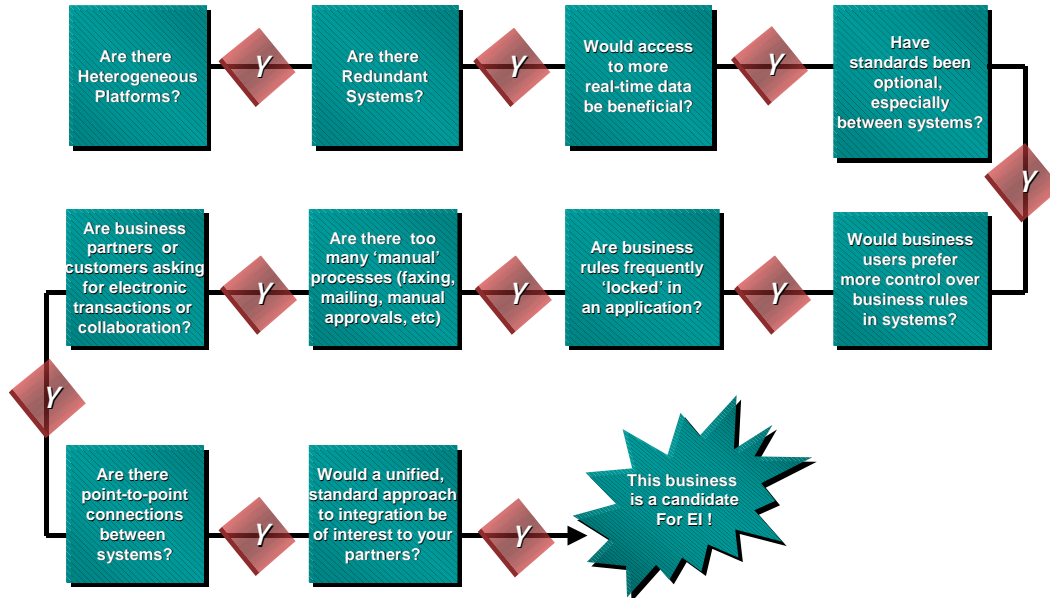 Are there
Heterogeneous
Platforms?
Y
Are there
Redundant
Systems?
Y
Would access
to more
real-time data
be beneficial?
Y
Have
standards been
optional,
especially
between systems?
Y
Would business
users prefer
more control over
business rules
in systems?
Y
Are business
rules frequently
‘locked’ in
an application?
Y
Are there too
many ‘manual’
processes (faxing,
mailing, manual
approvals, etc)
Y
Are business
partners or
customers asking
for electronic
transactions or
collaboration?
Y
Are there
point-to-point
connections
between
systems?
Y
Would a unified,
standard approach
to integration be
of interest to your
partners?
Y
This business
is a candidate
For EI !